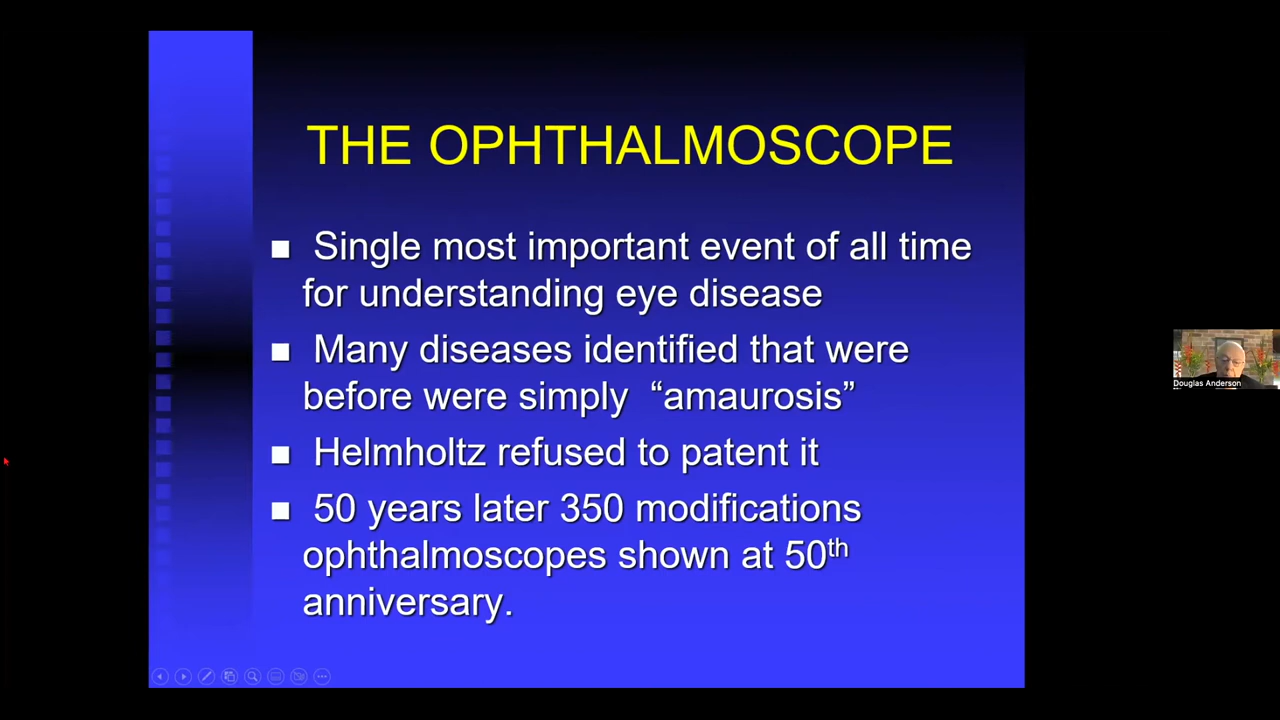 THE OPHTHALMOSCOPE
■ Single most important event of all time
for understanding eye disease
■ Many diseases identified that were
before were simply “amaurosis”
■ Helmholtz refused to patent it
■ 50 years later 350 modifications
ophthalmoscopes shown at 50th
anniversary.
Douglas Anderson